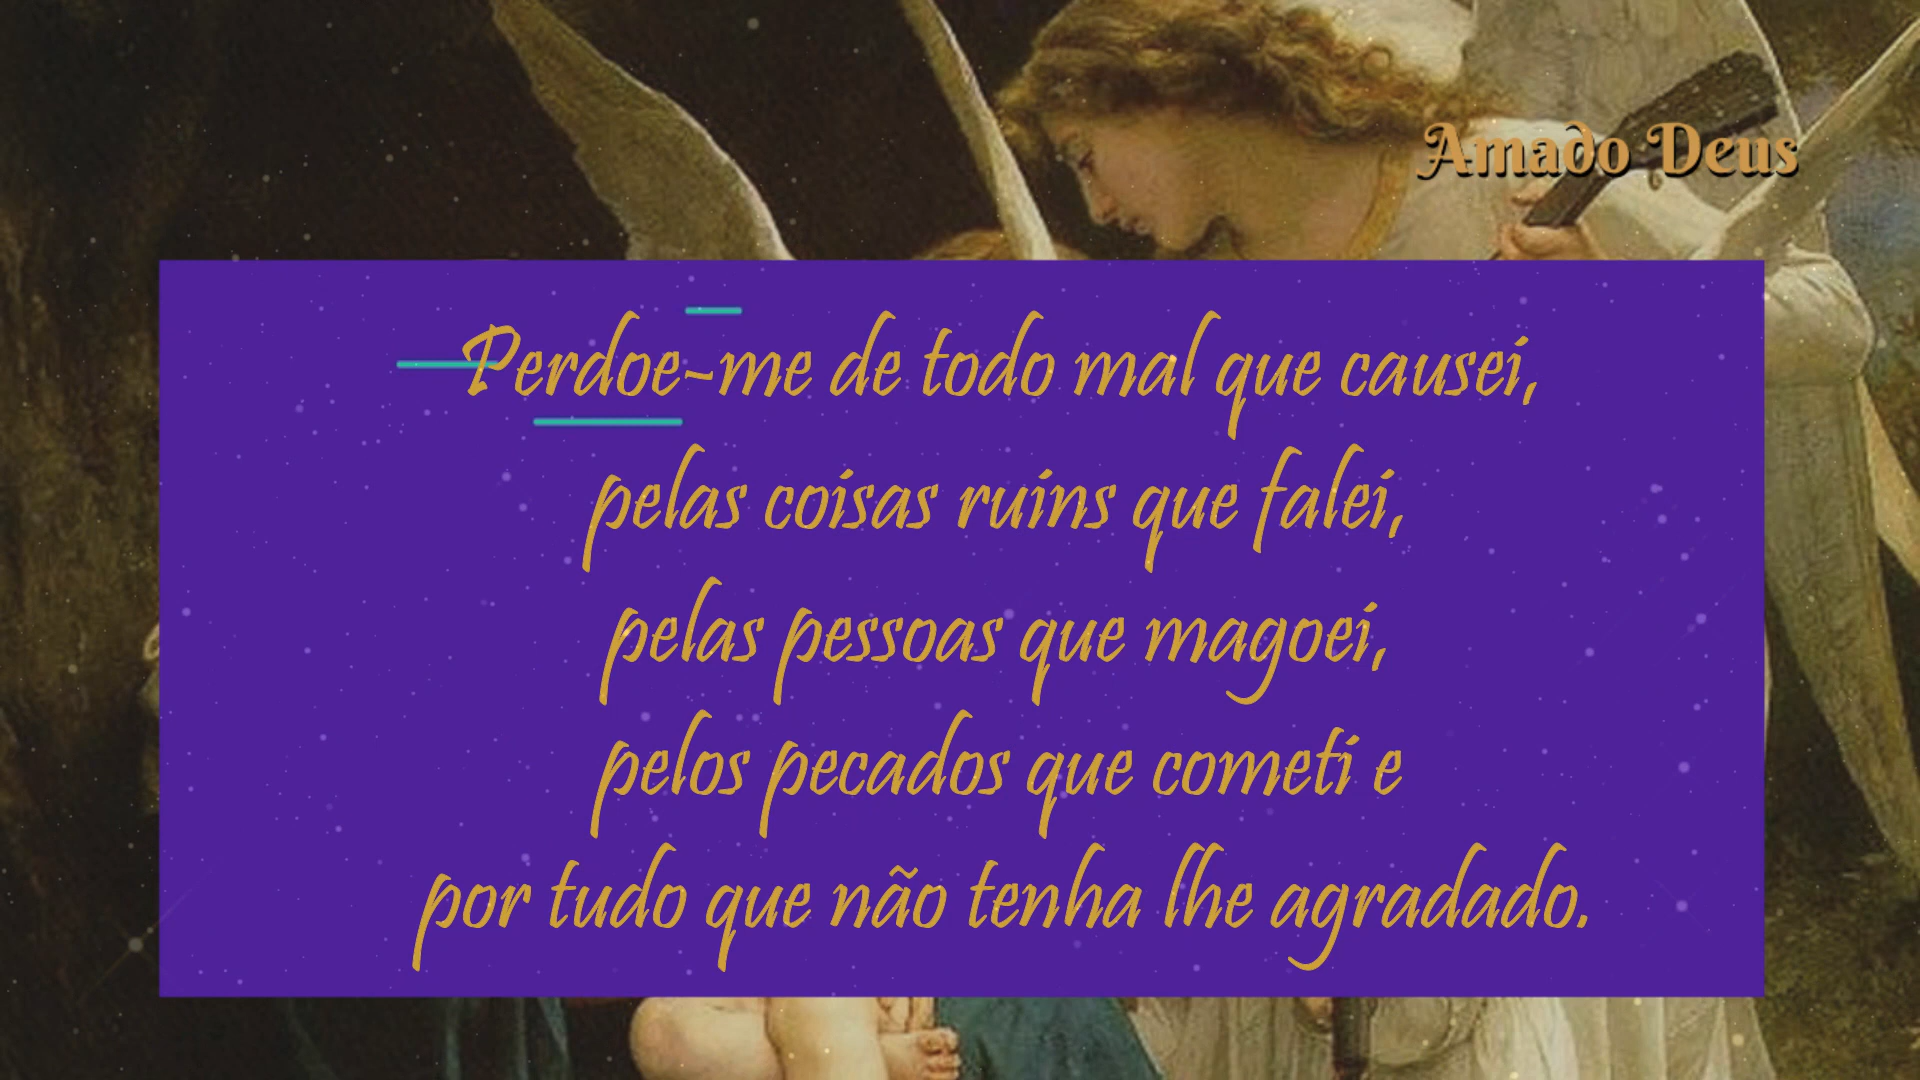 Amado Deus
Perdoe-me de todo mal que causei,
pelas coisas ruins que falei,
pelas pessoas que magoei,
pelos pecados que cometi e
por tudo que não tenha lhe agradado.